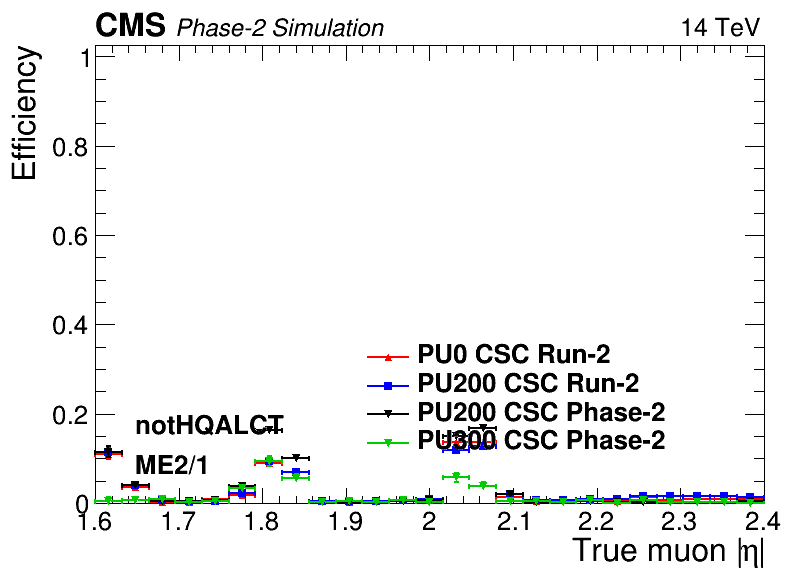 CMS Phase-2 Simulation 14 TeV
Efficiency
1
0.8
0.6
0.4
0.2
0
PU0 CSC Run-2
PU200 CSC Run-2
PU200 CSC Phase-2
PU300 CSC Phase-2
notHQALCT
ME2/1
1.6 1.7 1.8 1.9 2 2.1 2.2 2.3 2.4
True muon |η|